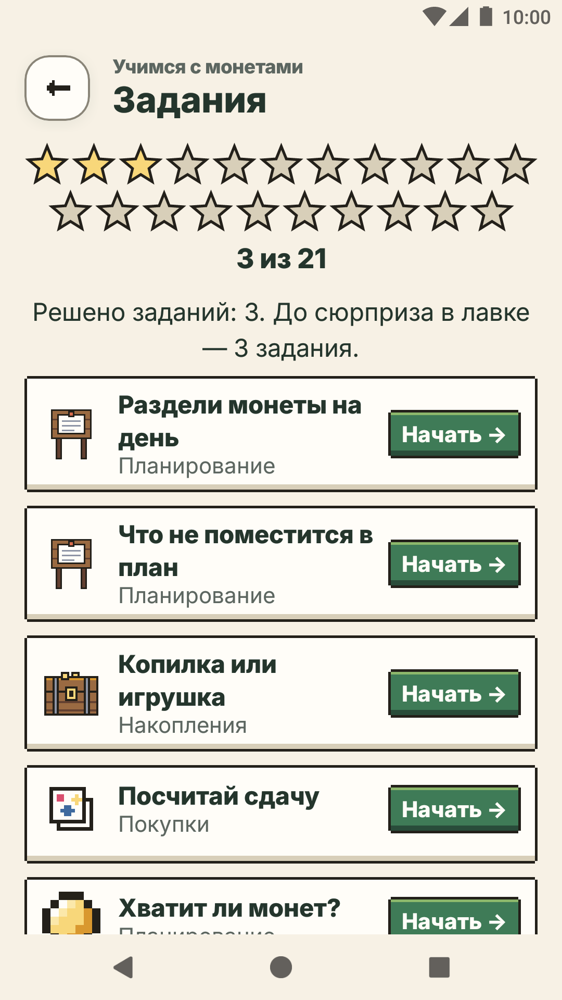 10:00
Учимся с монетами
Задания
3 из 21
Решено заданий: 3. До сюрприза в лавке
— 3 задания.
Раздели монеты на
день
Планирование
Начать →
Что не поместится в
план
Планирование
Начать →
Копилка или
игрушка
Накопления
Начать →
Посчитай сдачу
Покупки
Начать →
Хватит ли монет?
Планирование
Начать →